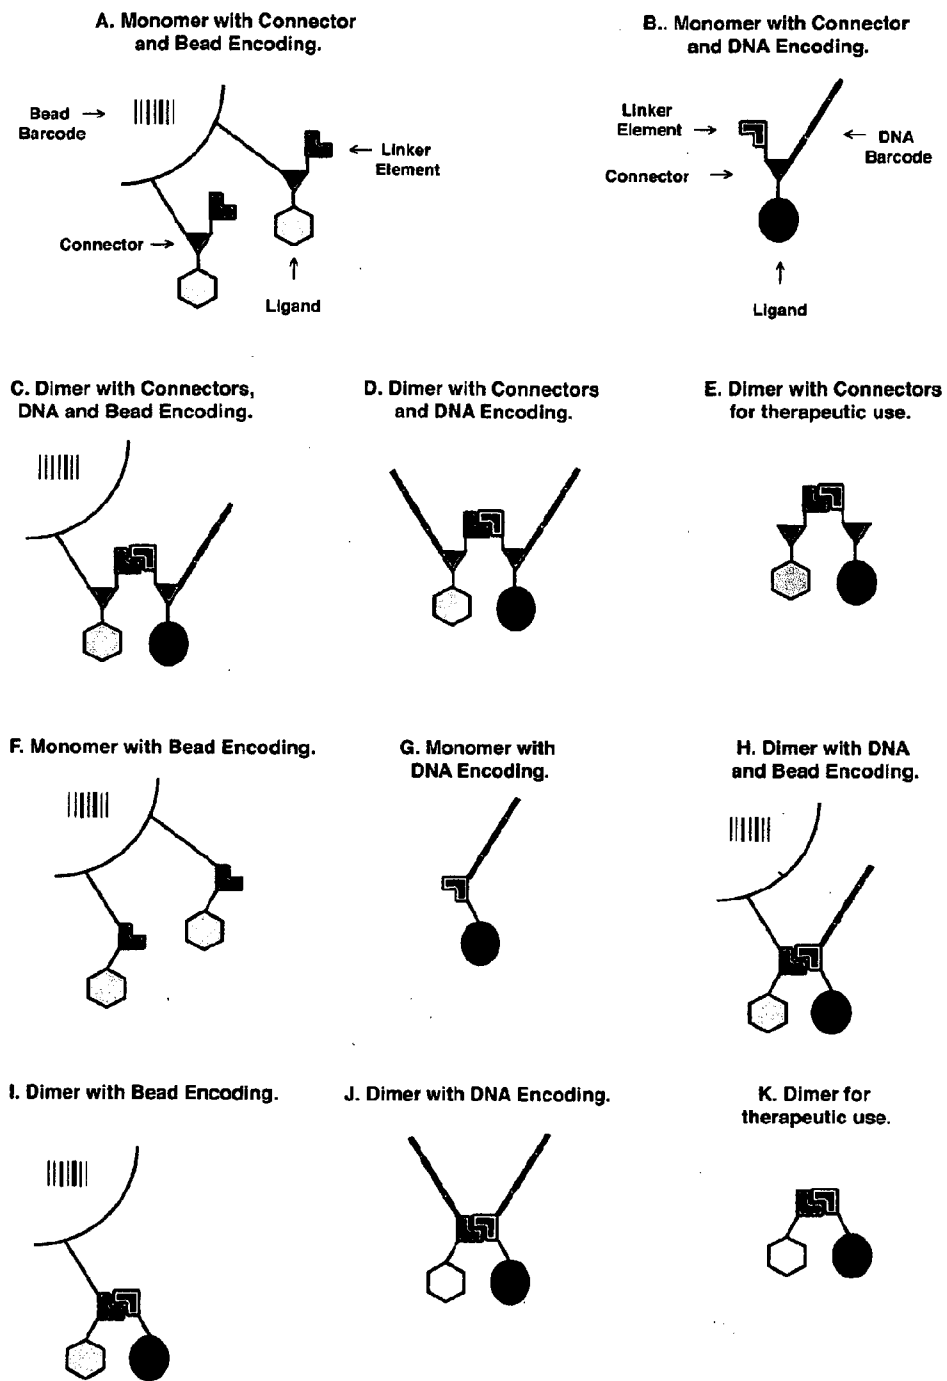 A. Monomer with Connector
and Bead Encoding.
B.. Monomer with Connector
and DNA Encoding.
Bead →
Barcode
← Linker
Element
Connector →
↑
Ligand
Linker
Element →
← DNA
Barcode
Connector →
↑
Ligand
C. Dimer with Connectors,
DNA and Bead Encoding.
D. Dimer with Connectors
and DNA Encoding.
E. Dimer with Connectors
for therapeutic use.
F. Monomer with Bead Encoding.
G. Monomer with
DNA Encoding.
H. Dimer with DNA
and Bead Encoding.
I. Dimer with Bead Encoding.
J. Dimer with DNA Encoding.
K. Dimer for
therapeutic use.